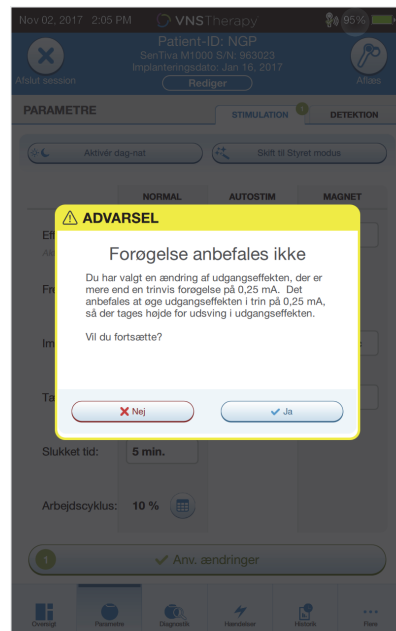 Nov 02, 2017 2:05 PM
VNSTherapy
95%
Patient-ID: NGP
SenTiva M1000 S/N: 963023
Implanteringsdato: Jan 16, 2017
Afslut session
Rediger
Aflæs
PARAMETRE
STIMULATION
1
DETEKTION
Aktivér dag-nat
Skift til Styret modus
NORMAL
AUTOSTIM
MAGNET
ADVARSEL
Forøgelse anbefales ikke
Du har valgt en ændring af udgangseffekten, der er
mere end en trinvis forøgelse på 0,25 mA. Det
anbefales at øge udgangseffekten i trin på 0,25 mA,
så der tages højde for udsving i udgangseffekten.
Vil du fortsætte?
Nej
Ja
Slukket tid:
5 min.
Arbejdscyklus:
10 %
1
Anv. ændringer
Oversigt
Parametre
Diagnostik
Hændelser
Historik
Flere